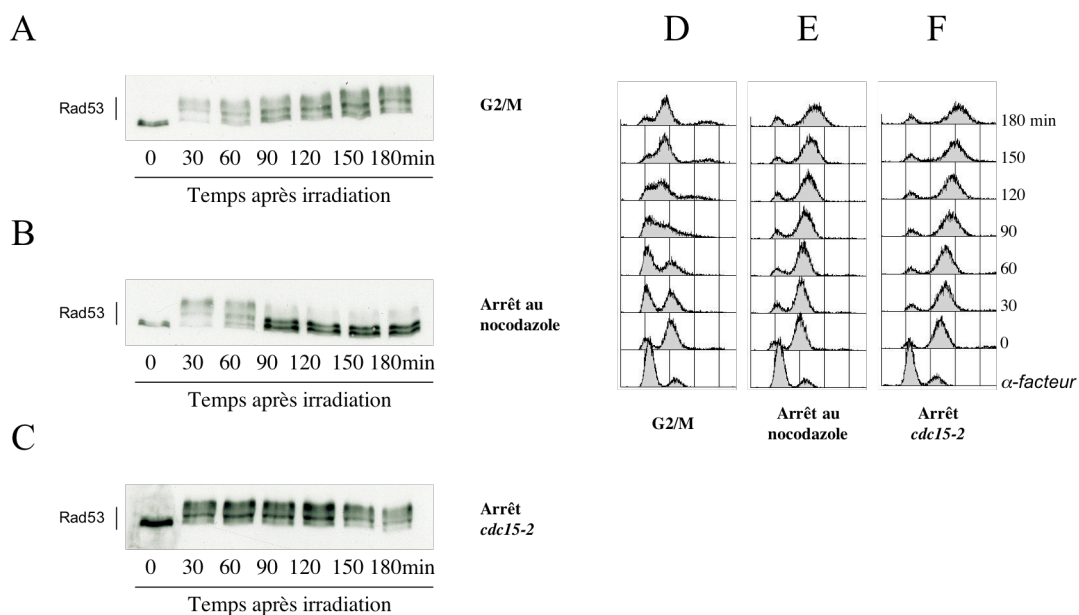 A
Rad53
G2/M
0 30 60 90 120 150 180min
Temps après irradiation
B
Rad53
Arrêt au
nocodazole
0 30 60 90 120 150 180min
Temps après irradiation
C
Rad53
Arrêt
cdc15-2
0 30 60 90 120 150 180min
Temps après irradiation
D E F
180 min
150
120
90
60
30
0
α-facteur
G2/M
Arrêt au
nocodazole
Arrêt
cdc15-2